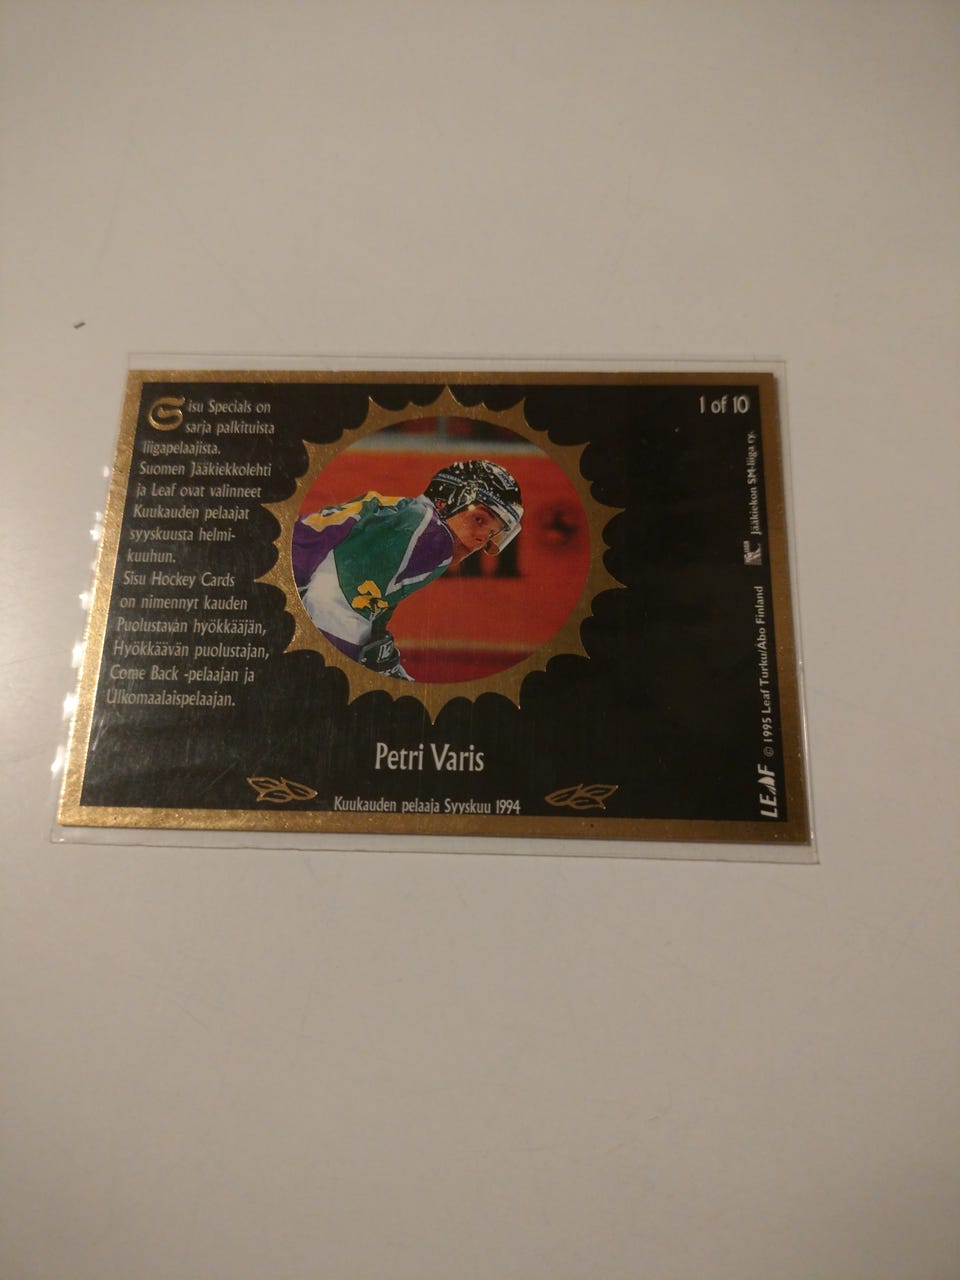 Sisu Specials on
sarja palkituista
liigapelaajista.
Suomen Jääkiekkolehti
ja Leaf ovat valinneet
Kuukauden pelaajat
syyskuusta helmi-
kuuhun.
Sisu Hockey Cards
on nimennyt kauden
Puolustavan hyökkääjän,
Hyökkäävän puolustajan,
Come Back -pelaajan ja
Ulkomaalaispelaajan.
1 of 10
Petri Varis
Kuukauden pelaaja Syyskuu 1994
LEAF © 1995 Leaf Turku/Åbo Finland
Jääkiekon SM-liiga ry.